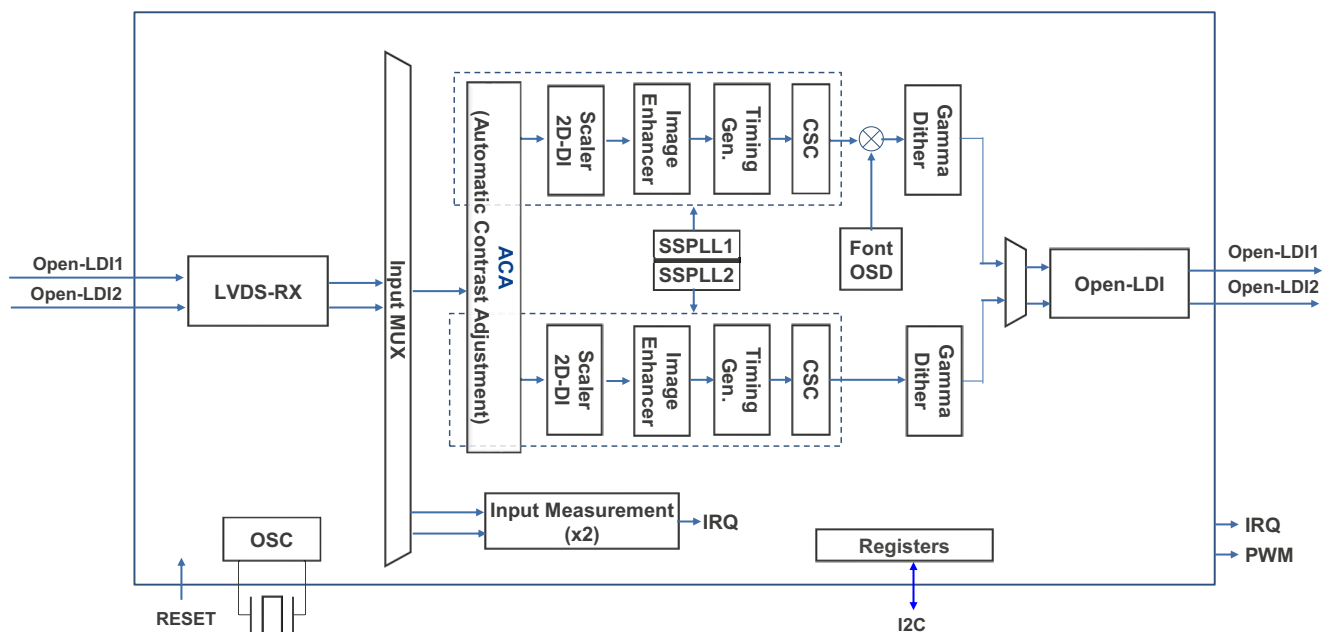 Open-LDI1
Open-LDI2
LVDS-RX
Input MUX
ACA
(Automatic Contrast Adjustment)
Scaler
2D-DI
Image
Enhancer
Timing
Gen.
CSC
Gamma
Dither
SSPLL1
SSPLL2
Font
OSD
Scaler
2D-DI
Image
Enhancer
Timing
Gen.
CSC
Gamma
Dither
Open-LDI
Open-LDI1
Open-LDI2
Input Measurement
(x2)
IRQ
OSC
Registers
IRQ
PWM
RESET
I2C